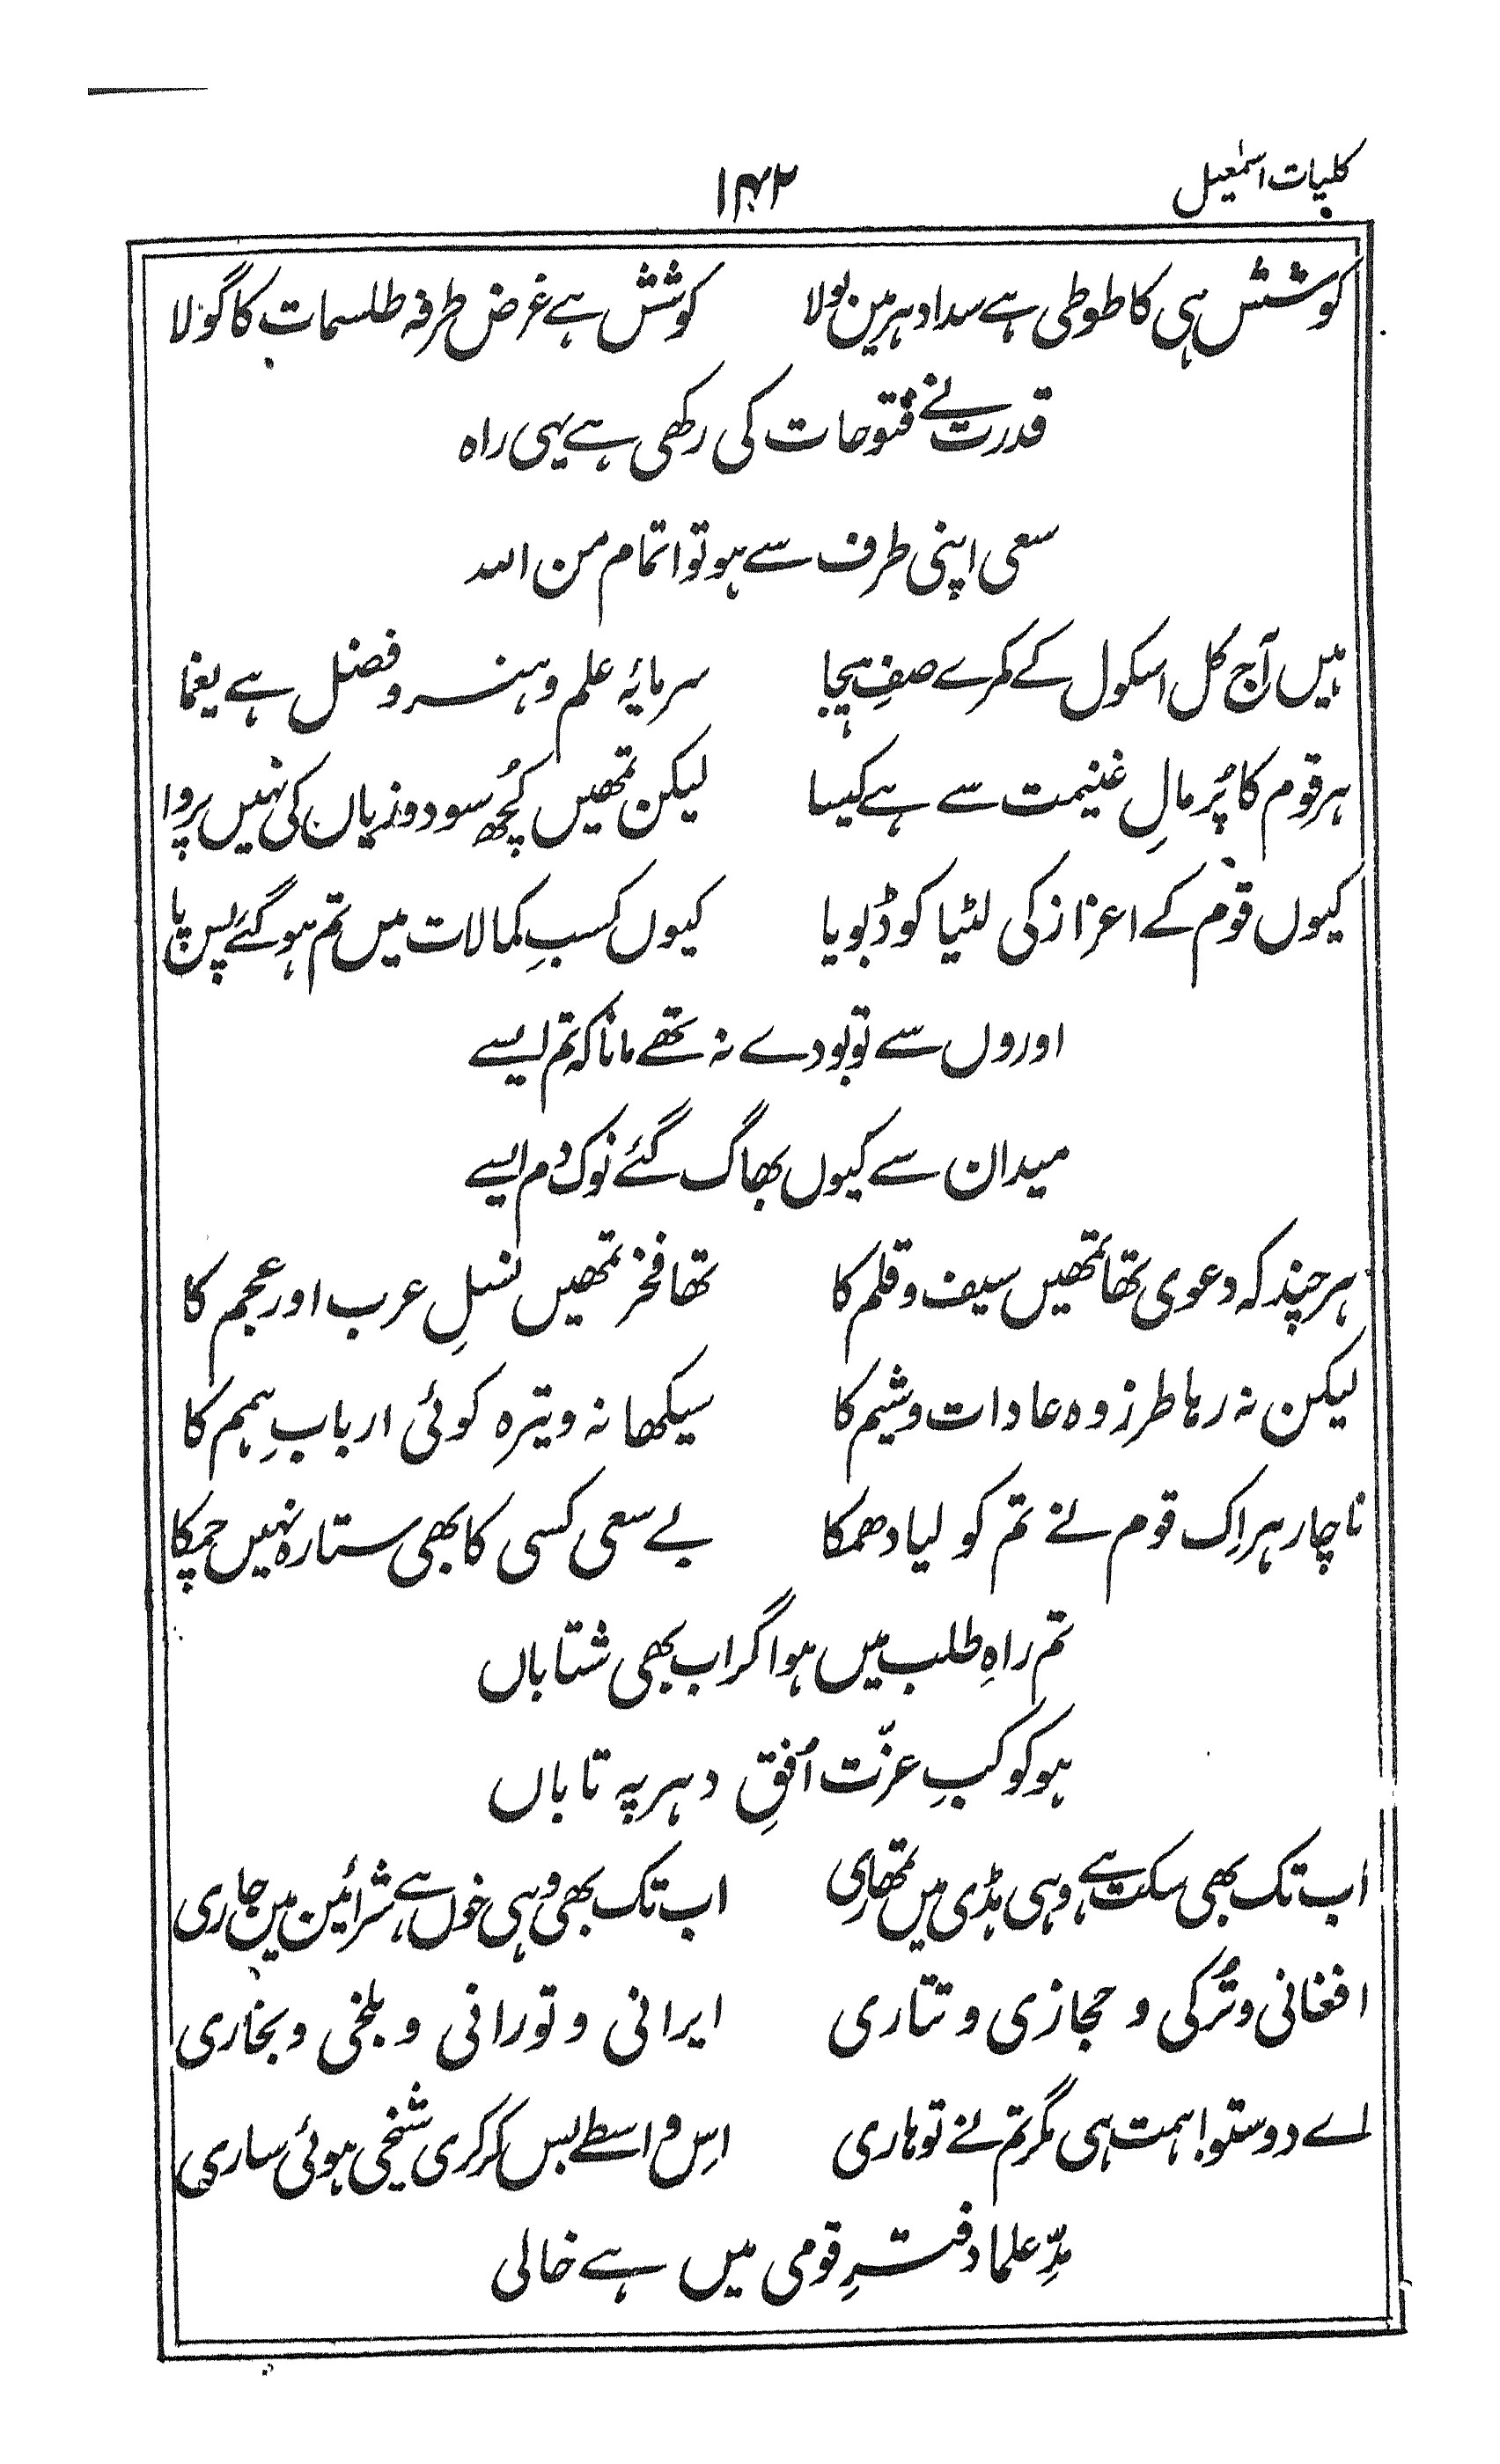 کلیات اسمٰعیل ۱۴۲
کوشش ہی کا طوطی ہے سدا دہر مین بولا کوشش ہے غرض طرفہ طلسمات کا گولا
قدرت نے فتوحات کی رکھی ہے یہی راہ
سعی اپنی طرف سے ہو تو اتمام من اللہ
ہیں آج کل اسکول کے کمرے صفِ ہیجا سرمایۂ علم و ہنر و فضل ہے یغما
ہر قوم کا پُر مالِ غنیمت سے ہے کیسا لیکن تمھیں کُچھ سود و زیاں کی نہیں پروا
کیوں قوم کے اعزاز کی لٹیا کو ڈبویا کیوں کسبِ کمالات میں تم ہو گئے پس پا
اوروں سے تو بودے نہ تھے مانا کہ تم ایسے
میدان سے کیوں بھاگ گئے نوک دُم ایسے
ہر چند کہ دعوی تھا تمھیں سیف و قلم کا تھا فخر تمھیں نسلِ عرب اور عجم کا
لیکن نہ رہا طرز وہ عادات و شیم کا سیکھا نہ وتیرہ کوئی اربابِ ہمم کا
ناچار ہر اِک قوم نے تم کو لیا دھمکا بے سعی کسی کا بھی ستارہ نہیں چمکا
تم راہِ طلب میں ہو اگر اب بھی شتاباں
ہو کوکبِ عزّت اُفقِ دہر پہ تاباں
اب تک بھی سکت ہے وہی ہڈی میں تمھاری اب تک بھی وہی خوں ہے شرائین میں جاری
افغانی و تُرکی و حجازی و تتاری ایرانی و تورانی و بلخی و بخاری
اے دوستو! ہمت ہی مگر تم نے تو ہاری اِس واسطے بس کرکری شیخی ہوئی ساری
مدِّ علما دفترِ قومی میں ہے خالی